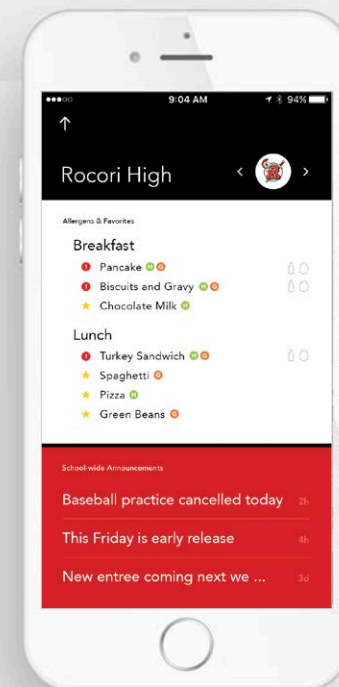 9:04 AM
94%
Rocori High
R
Allergens & Favorites
Breakfast
Pancake H G
Biscuits and Gravy H G
Chocolate Milk H
Lunch
Turkey Sandwich H G
Spaghetti G
Pizza H
Green Beans G
School-wide Announcements
Baseball practice cancelled today 2h
This Friday is early release 4h
New entree coming next we ... 3d